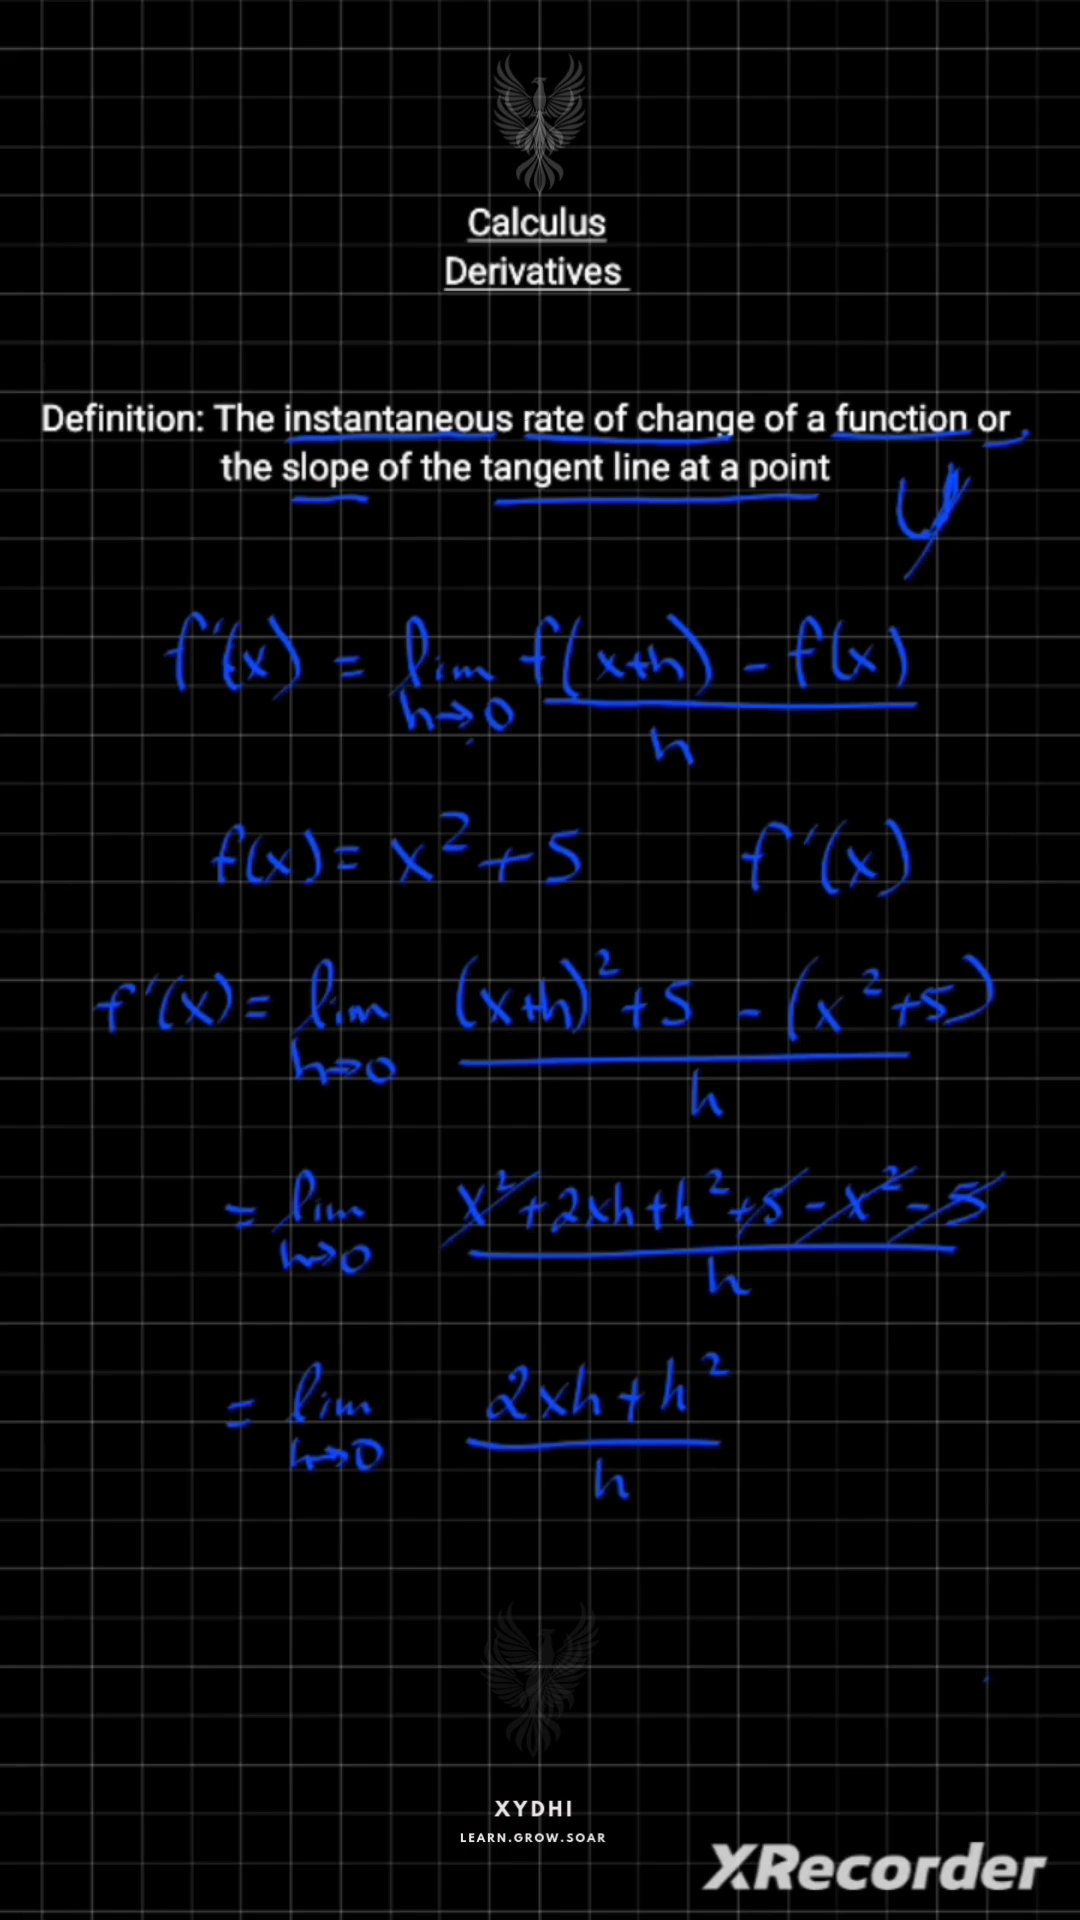 Calculus
Derivatives
Definition: The instantaneous rate of change of a function or
the slope of the tangent line at a point
f'(x) = lim f(x+h) - f(x)
h→0 h
f(x) = x² + 5 f'(x)
f'(x) = lim (x+h)² + 5 - (x² + 5)
h→0 h
= lim x² + 2xh + h² + 5 - x² - 5
h→0 h
= lim 2xh + h²
h→0 h
XYDHI
LEARN.GROW.SOAR
XRecorder